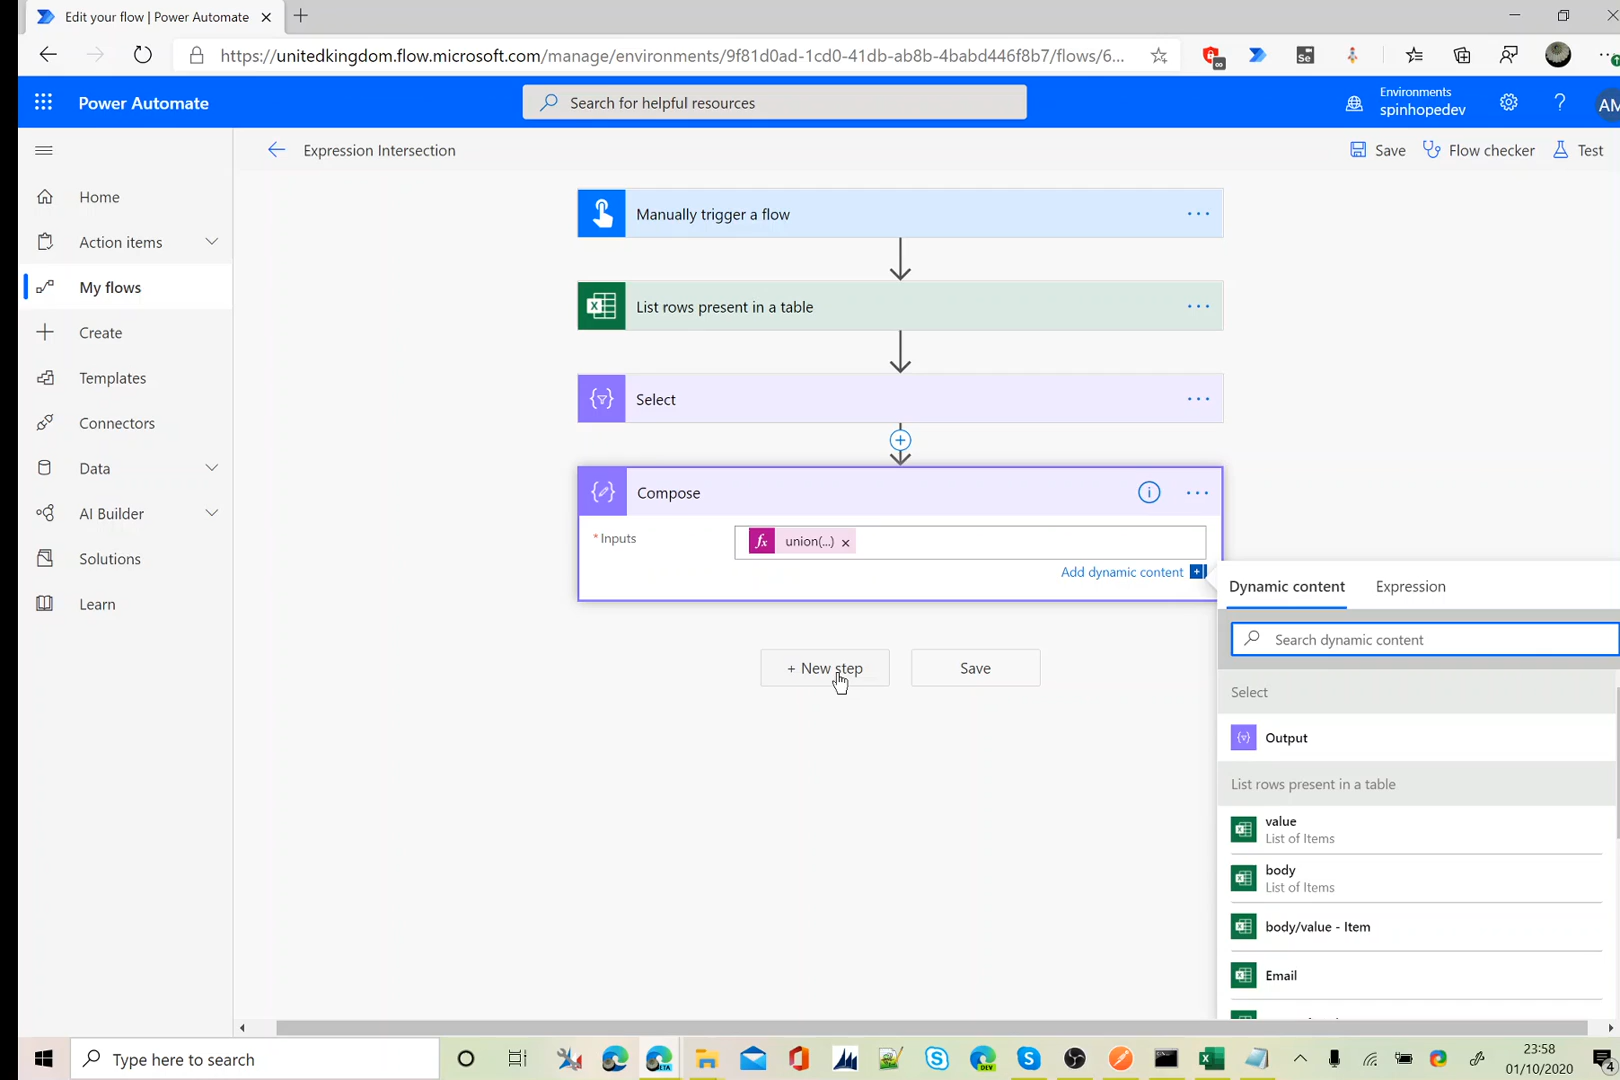 Edit your flow | Power Automate
https://unitedkingdom.flow.microsoft.com/manage/environments/9f81d0ad-1cd0-41db-ab8b-4babd446f8b7/flows/6...
Power Automate
Search for helpful resources
Environments
spinhopedev
?
AM
Expression Intersection
Save
Flow checker
Test
Home
Action items
My flows
Create
Templates
Connectors
Data
AI Builder
Solutions
Learn
Manually trigger a flow
List rows present in a table
Select
Compose
* Inputs
fx union(...) ×
Add dynamic content
+ New step
Save
Dynamic content
Expression
Search dynamic content
Select
Output
List rows present in a table
value
List of Items
body
List of Items
body/value - Item
Email
Type here to search
BETA
DEV
23:58
01/10/2020
4